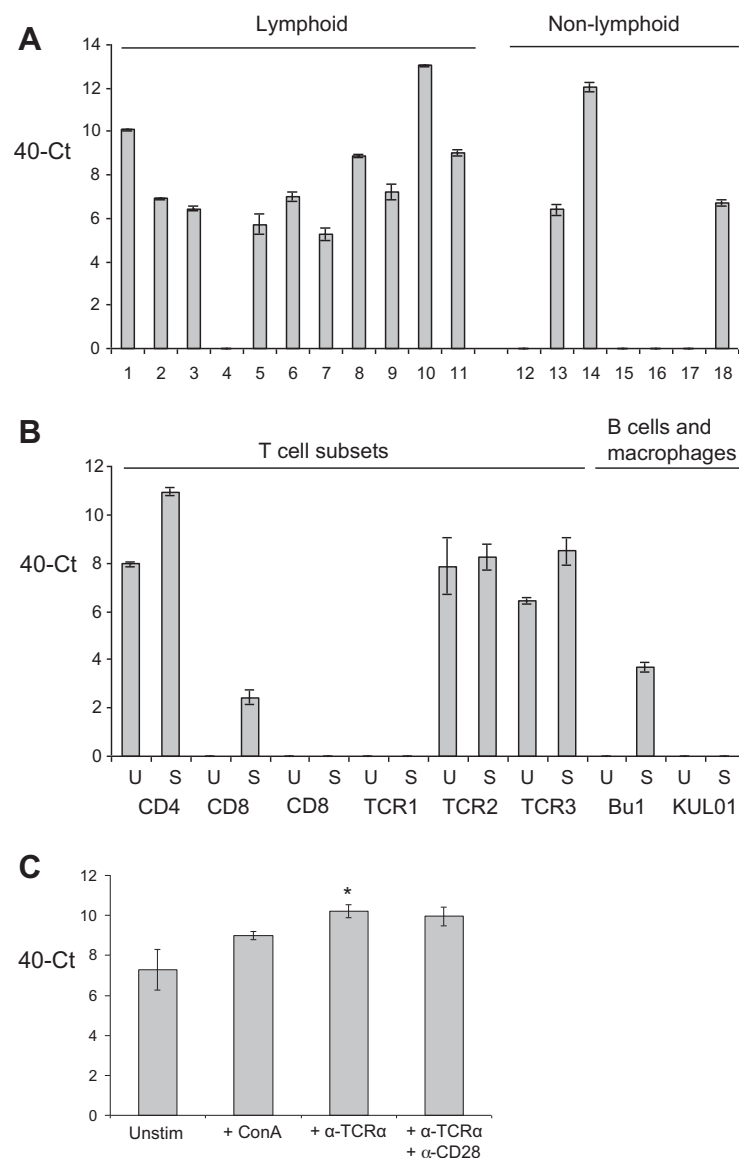 A
Lymphoid
Non-lymphoid
14
12
10
8
6
4
2
0
40-Ct
1 2 3 4 5 6 7 8 9 10 11 12 13 14 15 16 17 18
B
T cell subsets
B cells and
macrophages
12
10
8
6
4
2
0
40-Ct
U S U S U S U S U S U S U S U S
CD4 CD8 CD8 TCR1 TCR2 TCR3 Bu1 KUL01
C
12
10
8
6
4
2
0
40-Ct
*
Unstim + ConA + α-TCRα + α-TCRα
+ α-CD28